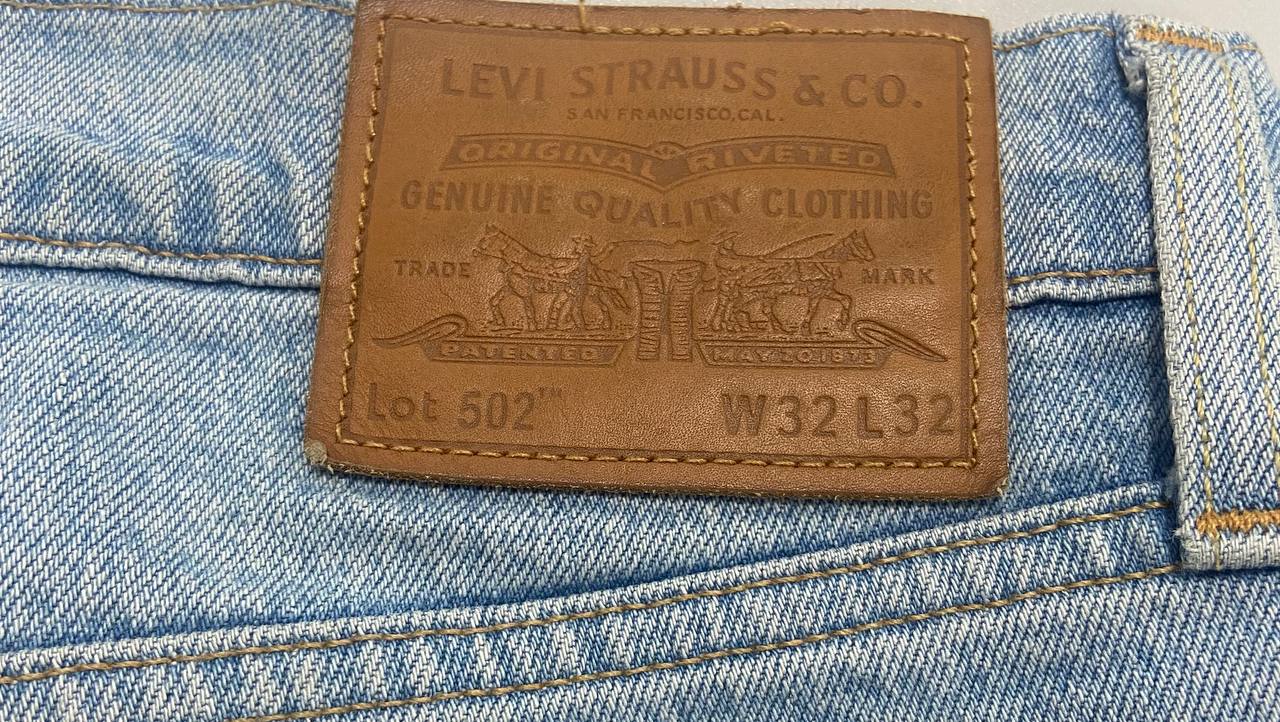 LEVI STRAUSS & CO.
SAN FRANCISCO, CAL.
ORIGINAL RIVETED
GENUINE QUALITY CLOTHING
TRADE MARK
PATENTED MAY 20 1873
Lot 502™ W32 L32